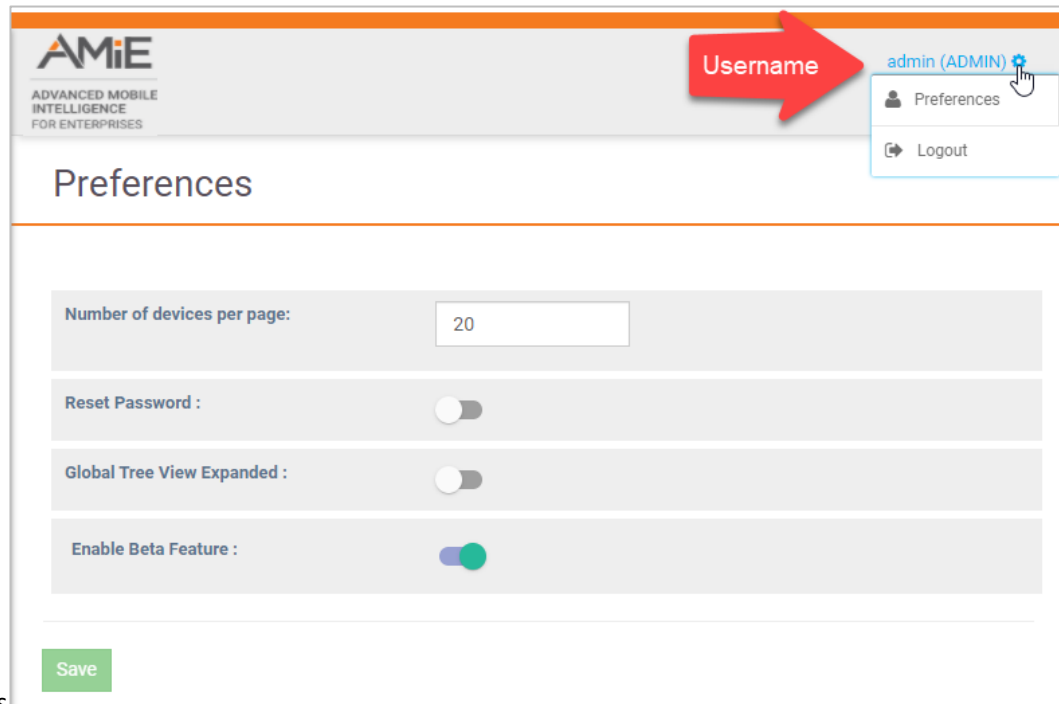 AMiE
ADVANCED MOBILE
INTELLIGENCE
FOR ENTERPRISES
Username
admin (ADMIN)
Preferences
Logout
Preferences
Number of devices per page:
20
Reset Password :
Global Tree View Expanded :
Enable Beta Feature :
Save